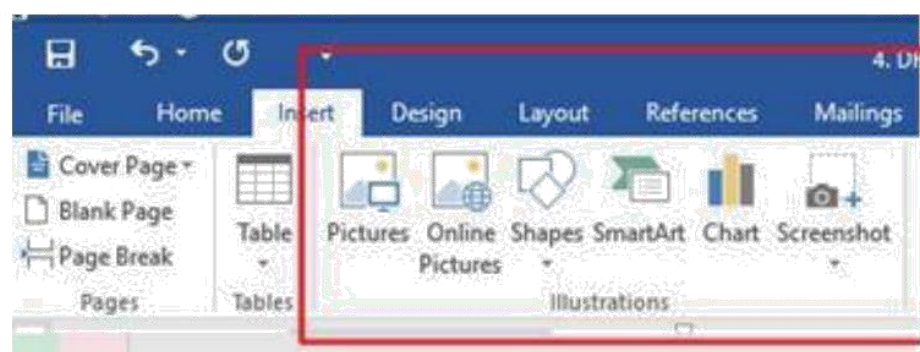 4. DH
File Home Insert Design Layout References Mailings
Cover Page
Blank Page
Page Break
Table
Pictures
Online Pictures
Shapes
SmartArt
Chart
Screenshot
Pages
Tables
Illustrations